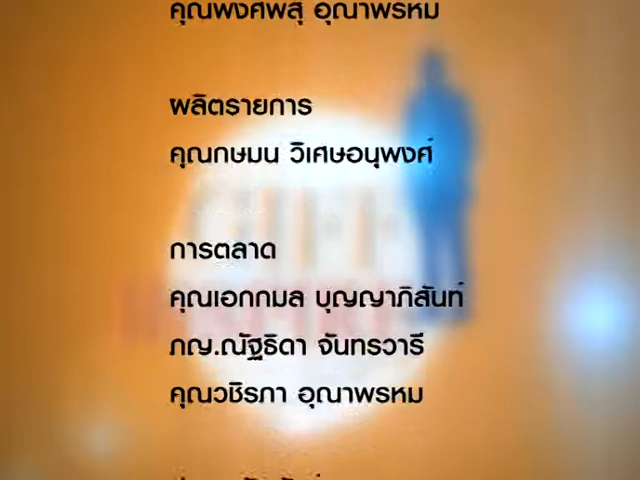 คุณพงศ์พสุ อุณาพรหม
ผลิตรายการ
คุณกษมน วิเศษอนุพงศ์
การตลาด
คุณเอกกมล บุญญาภิสันท์
ภญ.ณัฐธิดา จันทรวารี
คุณวชิรภา อุณาพรหม